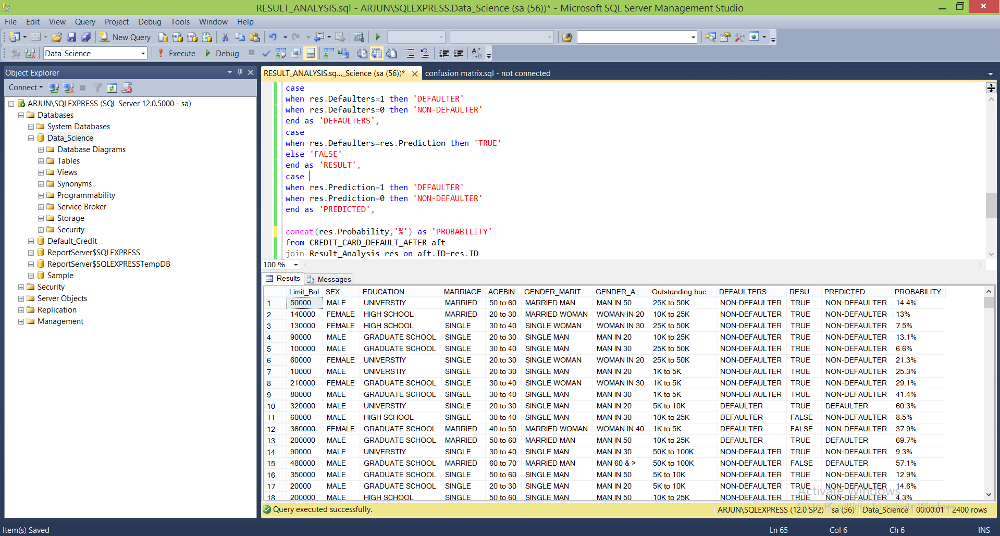 RESULT_ANALYSIS.sql - ARJUN\SQLEXPRESS.Data_Science (sa (56))* - Microsoft SQL Server Management Studio
File Edit View Query Project Debug Tools Window Help
New Query
Data_Science Execute Debug
Object Explorer
Connect
ARJUN\SQLEXPRESS (SQL Server 12.0.5000 - sa)
Databases
System Databases
Data_Science
Database Diagrams
Tables
Views
Synonyms
Programmability
Service Broker
Storage
Security
Default_Credit
ReportServer$SQLEXPRESS
ReportServer$SQLEXPRESSTempDB
Sample
Security
Server Objects
Replication
Management
RESULT_ANALYSIS.sq..._Science (sa (56))* confusion matrix.sql - not connected
case
when res.Defaulters=1 then 'DEFAULTER'
when res.Defaulters=0 then 'NON-DEFAULTER'
end as 'DEFAULTERS',
case
when res.Defaulters=res.Prediction then 'TRUE'
else 'FALSE'
end as 'RESULT',
case
when res.Prediction=1 then 'DEFAULTER'
when res.Prediction=0 then 'NON-DEFAULTER'
end as 'PREDICTED',
concat(res.Probability,'%') as 'PROBABILITY'
from CREDIT_CARD_DEFAULT_AFTER aft
join Result_Analysis res on aft.ID=res.ID
100 %
Results Messages
Limit_Bal SEX EDUCATION MARRIAGE AGEBIN GENDER_MARIT... GENDER_A... Outstanding buc... DEFAULTERS RESU... PREDICTED PROBABILITY
1 50000 MALE UNIVERSTIY MARRIED 50 to 60 MARRIED MAN MAN IN 50 25K to 50K NON-DEFAULTER TRUE NON-DEFAULTER 14.4%
2 140000 FEMALE HIGH SCHOOL MARRIED 20 to 30 MARRIED WOMAN WOMAN IN 20 10K to 25K NON-DEFAULTER TRUE NON-DEFAULTER 13%
3 130000 FEMALE HIGH SCHOOL SINGLE 30 to 40 SINGLE WOMAN WOMAN IN 30 25K to 50K NON-DEFAULTER TRUE NON-DEFAULTER 7.5%
4 90000 MALE GRADUATE SCHOOL SINGLE 20 to 30 SINGLE MAN MAN IN 20 10K to 25K NON-DEFAULTER TRUE NON-DEFAULTER 13.1%
5 100000 MALE GRADUATE SCHOOL SINGLE 30 to 40 SINGLE MAN MAN IN 30 25K to 50K NON-DEFAULTER TRUE NON-DEFAULTER 6.6%
6 60000 FEMALE UNIVERSTIY SINGLE 20 to 30 SINGLE WOMAN WOMAN IN 20 25K to 50K NON-DEFAULTER TRUE NON-DEFAULTER 21.3%
7 10000 MALE UNIVERSTIY SINGLE 20 to 30 SINGLE MAN MAN IN 20 1K to 5K NON-DEFAULTER TRUE NON-DEFAULTER 25.3%
8 210000 FEMALE GRADUATE SCHOOL SINGLE 30 to 40 SINGLE WOMAN WOMAN IN 30 1K to 5K NON-DEFAULTER TRUE NON-DEFAULTER 29.1%
9 80000 MALE GRADUATE SCHOOL SINGLE 30 to 40 SINGLE MAN MAN IN 30 1K to 5K NON-DEFAULTER TRUE NON-DEFAULTER 41.4%
10 320000 MALE UNIVERSTIY SINGLE 20 to 30 SINGLE MAN MAN IN 20 5K to 10K DEFAULTER TRUE DEFAULTER 60.3%
11 60000 MALE HIGH SCHOOL SINGLE 30 to 40 SINGLE MAN MAN IN 30 10K to 25K DEFAULTER FALSE NON-DEFAULTER 8.5%
12 360000 FEMALE GRADUATE SCHOOL MARRIED 40 to 50 MARRIED WOMAN WOMAN IN 40 1K to 5K DEFAULTER FALSE NON-DEFAULTER 37.9%
13 200000 MALE GRADUATE SCHOOL MARRIED 50 to 60 MARRIED MAN MAN IN 50 10K to 25K DEFAULTER TRUE DEFAULTER 69.7%
14 90000 MALE UNIVERSTIY SINGLE 30 to 40 SINGLE MAN MAN IN 30 50K to 100K NON-DEFAULTER TRUE NON-DEFAULTER 9.3%
15 480000 MALE GRADUATE SCHOOL MARRIED 60 to 70 MARRIED MAN MAN 60 & > 50K to 100K NON-DEFAULTER FALSE DEFAULTER 57.1%
16 350000 MALE GRADUATE SCHOOL SINGLE 50 to 60 SINGLE MAN MAN IN 50 5K to 10K NON-DEFAULTER TRUE NON-DEFAULTER 12.9%
17 20000 MALE GRADUATE SCHOOL SINGLE 20 to 30 SINGLE MAN MAN IN 20 5K to 10K NON-DEFAULTER TRUE NON-DEFAULTER 14.6%
Activate Windows
18 200000 MALE HIGH SCHOOL SINGLE 50 to 60 SINGLE MAN MAN IN 50 10K to 25K NON-DEFAULTER TRUE NON-DEFAULTER 4.3%
Go to PC settings to activate Windows.
Query executed successfully. ARJUN\SQLEXPRESS (12.0 SP2) sa (56) Data_Science 00:00:01 2400 rows
Item(s) Saved Ln 65 Col 6 Ch 6 INS